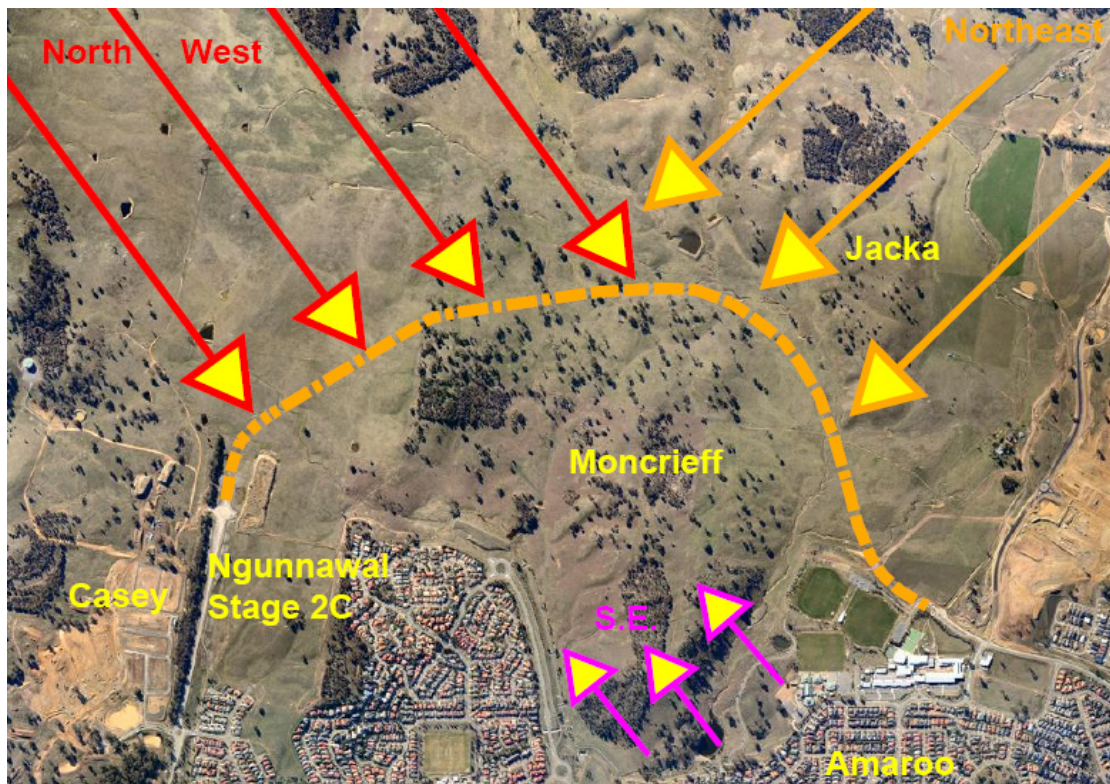 North West
Northeast
Jacka
Moncrieff
Ngunnawal
Stage 2C
Casey
S.E.
Amaroo